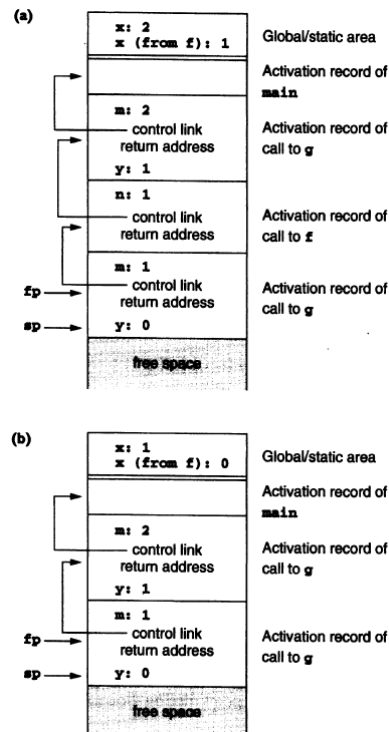 (a)
x: 2
x (from f): 1
Global/static area
Activation record of
main
m: 2
control link
return address
y: 1
Activation record of
call to g
n: 1
control link
return address
Activation record of
call to f
m: 1
control link
return address
fp
Activation record of
call to g
sp
y: 0
free space
(b)
x: 1
x (from f): 0
Global/static area
Activation record of
main
m: 2
control link
return address
y: 1
Activation record of
call to g
m: 1
control link
return address
fp
Activation record of
call to g
sp
y: 0
free space